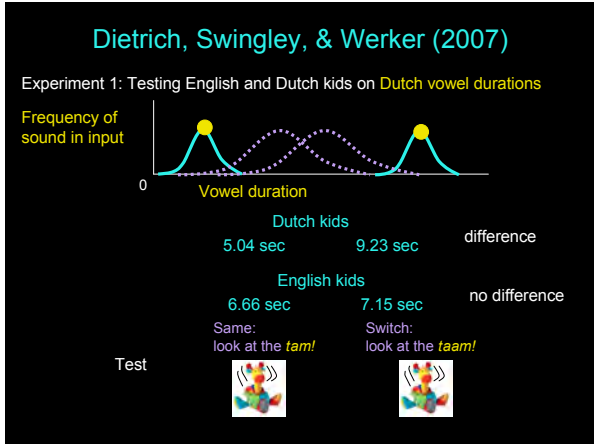 Dietrich, Swingley, & Werker (2007)
Experiment 1: Testing English and Dutch kids on Dutch vowel durations
Frequency of
sound in input
0
Vowel duration
Dutch kids
5.04 sec 9.23 sec difference
English kids
6.66 sec 7.15 sec no difference
Same: Switch:
look at the tam! look at the taam!
Test